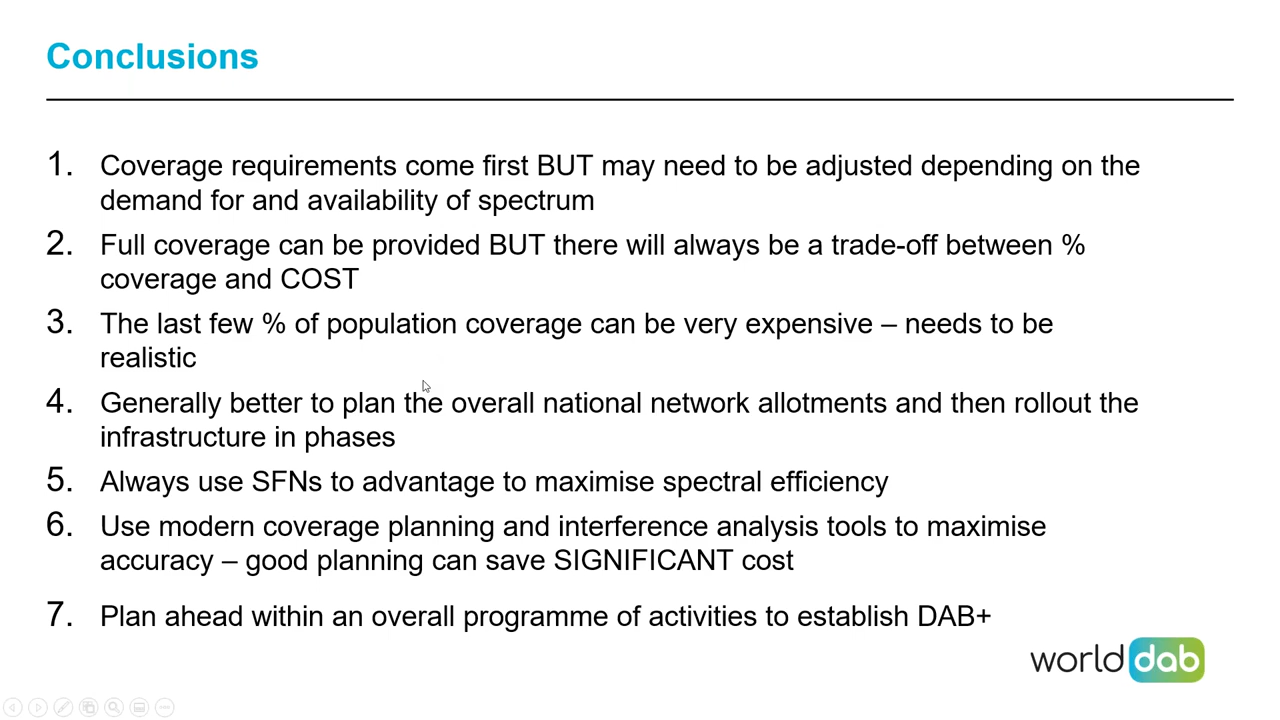 Conclusions
1. Coverage requirements come first BUT may need to be adjusted depending on the
demand for and availability of spectrum
2. Full coverage can be provided BUT there will always be a trade-off between %
coverage and COST
3. The last few % of population coverage can be very expensive – needs to be
realistic
4. Generally better to plan the overall national network allotments and then rollout the
infrastructure in phases
5. Always use SFNs to advantage to maximise spectral efficiency
6. Use modern coverage planning and interference analysis tools to maximise
accuracy – good planning can save SIGNIFICANT cost
7. Plan ahead within an overall programme of activities to establish DAB+
world dab